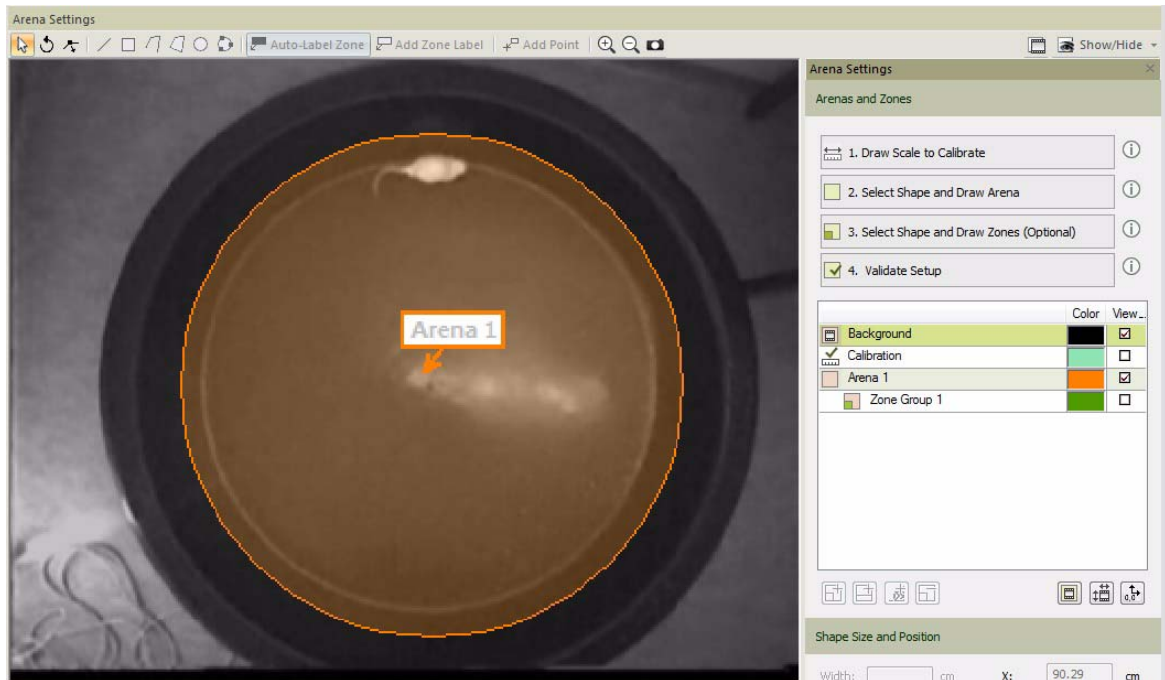 Arena Settings
Auto-Label Zone Add Zone Label Add Point Show/Hide
Arena Settings
Arenas and Zones
1. Draw Scale to Calibrate
2. Select Shape and Draw Arena
3. Select Shape and Draw Zones (Optional)
4. Validate Setup
Arena 1
Color View...
Background
Calibration
Arena 1
Zone Group 1
Shape Size and Position
Width: cm X: 90.29 cm